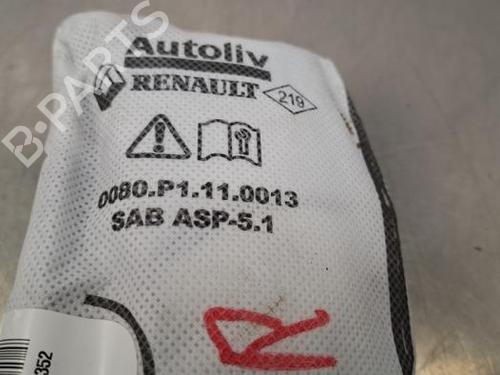 Autoliv
RENAULT 219
0080.P1.11.0013
SAB ASP-5.1
R
352
B-PARTS